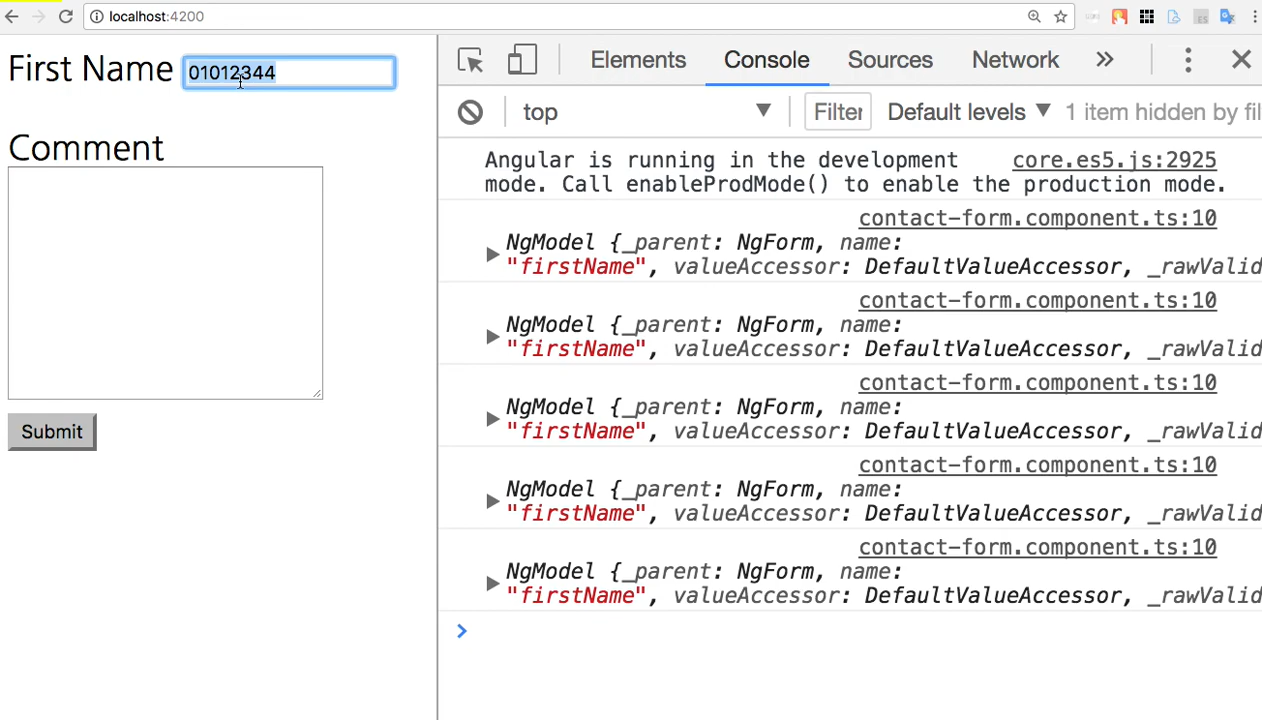 localhost:4200
First Name 01012344
Comment
Submit
Elements Console Sources Network
top Filter Default levels 1 item hidden by fil
Angular is running in the development core.es5.js:2925
mode. Call enableProdMode() to enable the production mode.
contact-form.component.ts:10
NgModel {_parent: NgForm, name:
"firstName", valueAccessor: DefaultValueAccessor, _rawValid
contact-form.component.ts:10
NgModel {_parent: NgForm, name:
"firstName", valueAccessor: DefaultValueAccessor, _rawValid
contact-form.component.ts:10
NgModel {_parent: NgForm, name:
"firstName", valueAccessor: DefaultValueAccessor, _rawValid
contact-form.component.ts:10
NgModel {_parent: NgForm, name:
"firstName", valueAccessor: DefaultValueAccessor, _rawValid
contact-form.component.ts:10
NgModel {_parent: NgForm, name:
"firstName", valueAccessor: DefaultValueAccessor, _rawValid